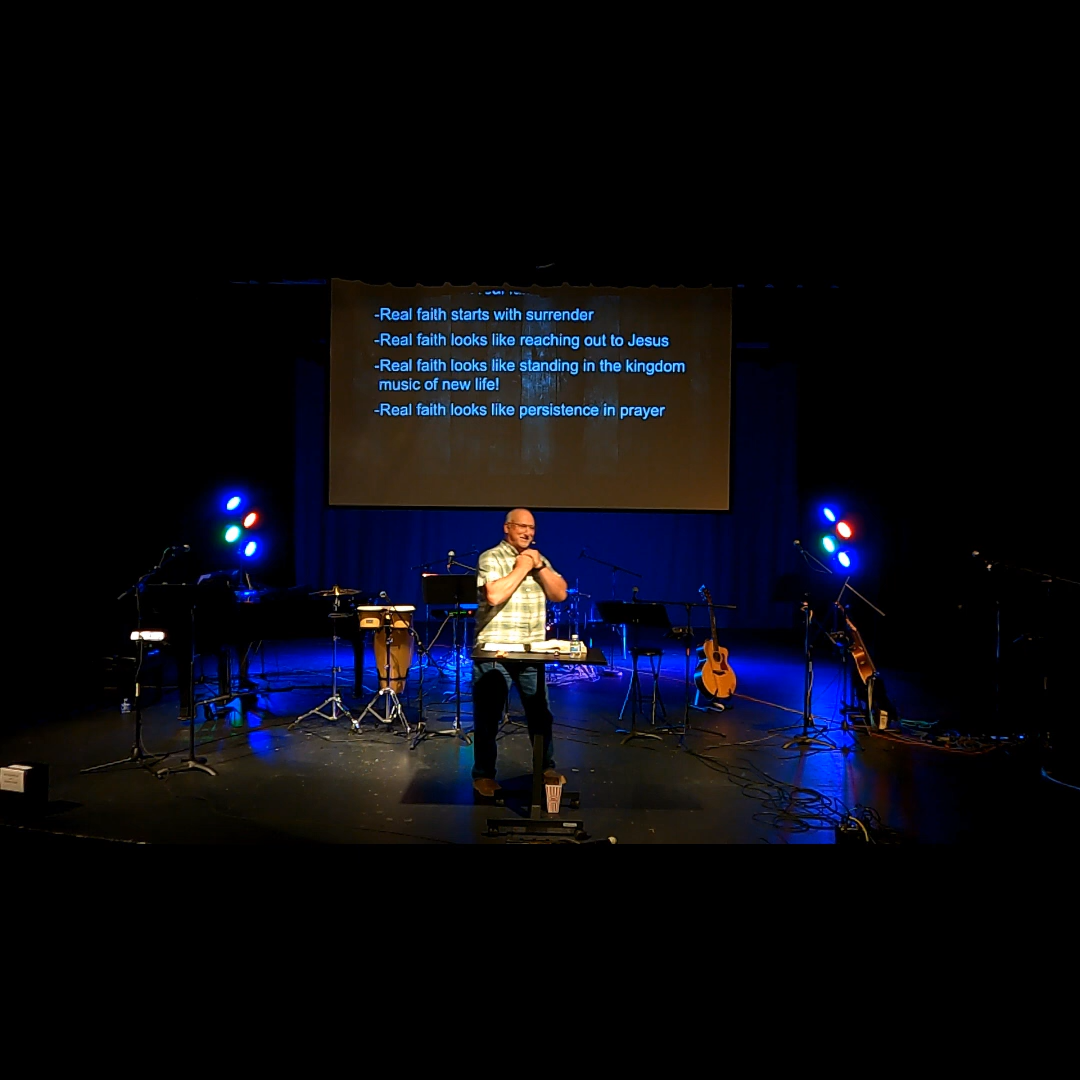 -Real faith starts with surrender
-Real faith looks like reaching out to Jesus
-Real faith looks like standing in the kingdom
music of new life!
-Real faith looks like persistence in prayer